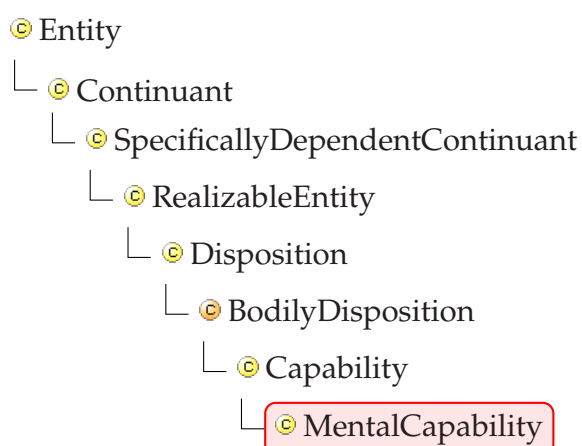 C Entity
C Continuant
C SpecificallyDependentContinuant
C RealizableEntity
C Disposition
C BodilyDisposition
C Capability
C MentalCapability